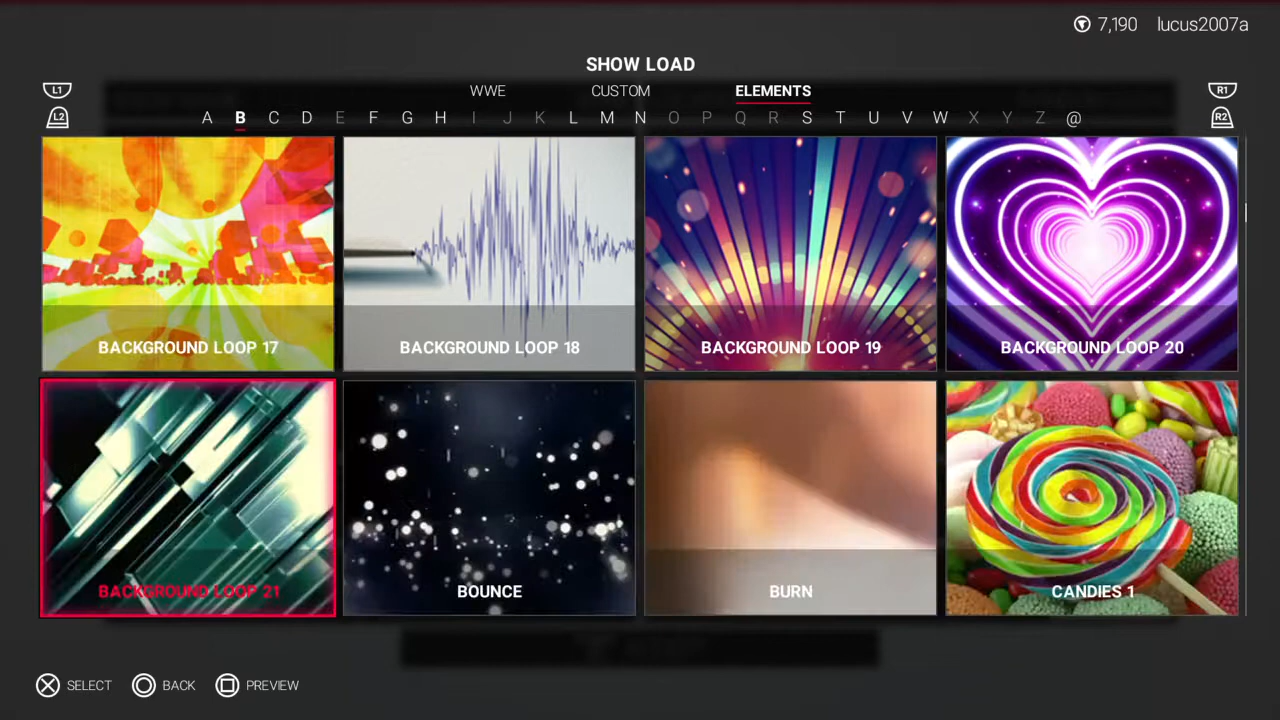 7,190 lucus2007a
SHOW LOAD
L1 WWE CUSTOM ELEMENTS R1
L2 A B C D E F G H I J K L M N O P Q R S T U V W X Y Z @ R2
BACKGROUND LOOP 17 BACKGROUND LOOP 18 BACKGROUND LOOP 19 BACKGROUND LOOP 20
BACKGROUND LOOP 21 BOUNCE BURN CANDIES 1
SELECT BACK PREVIEW